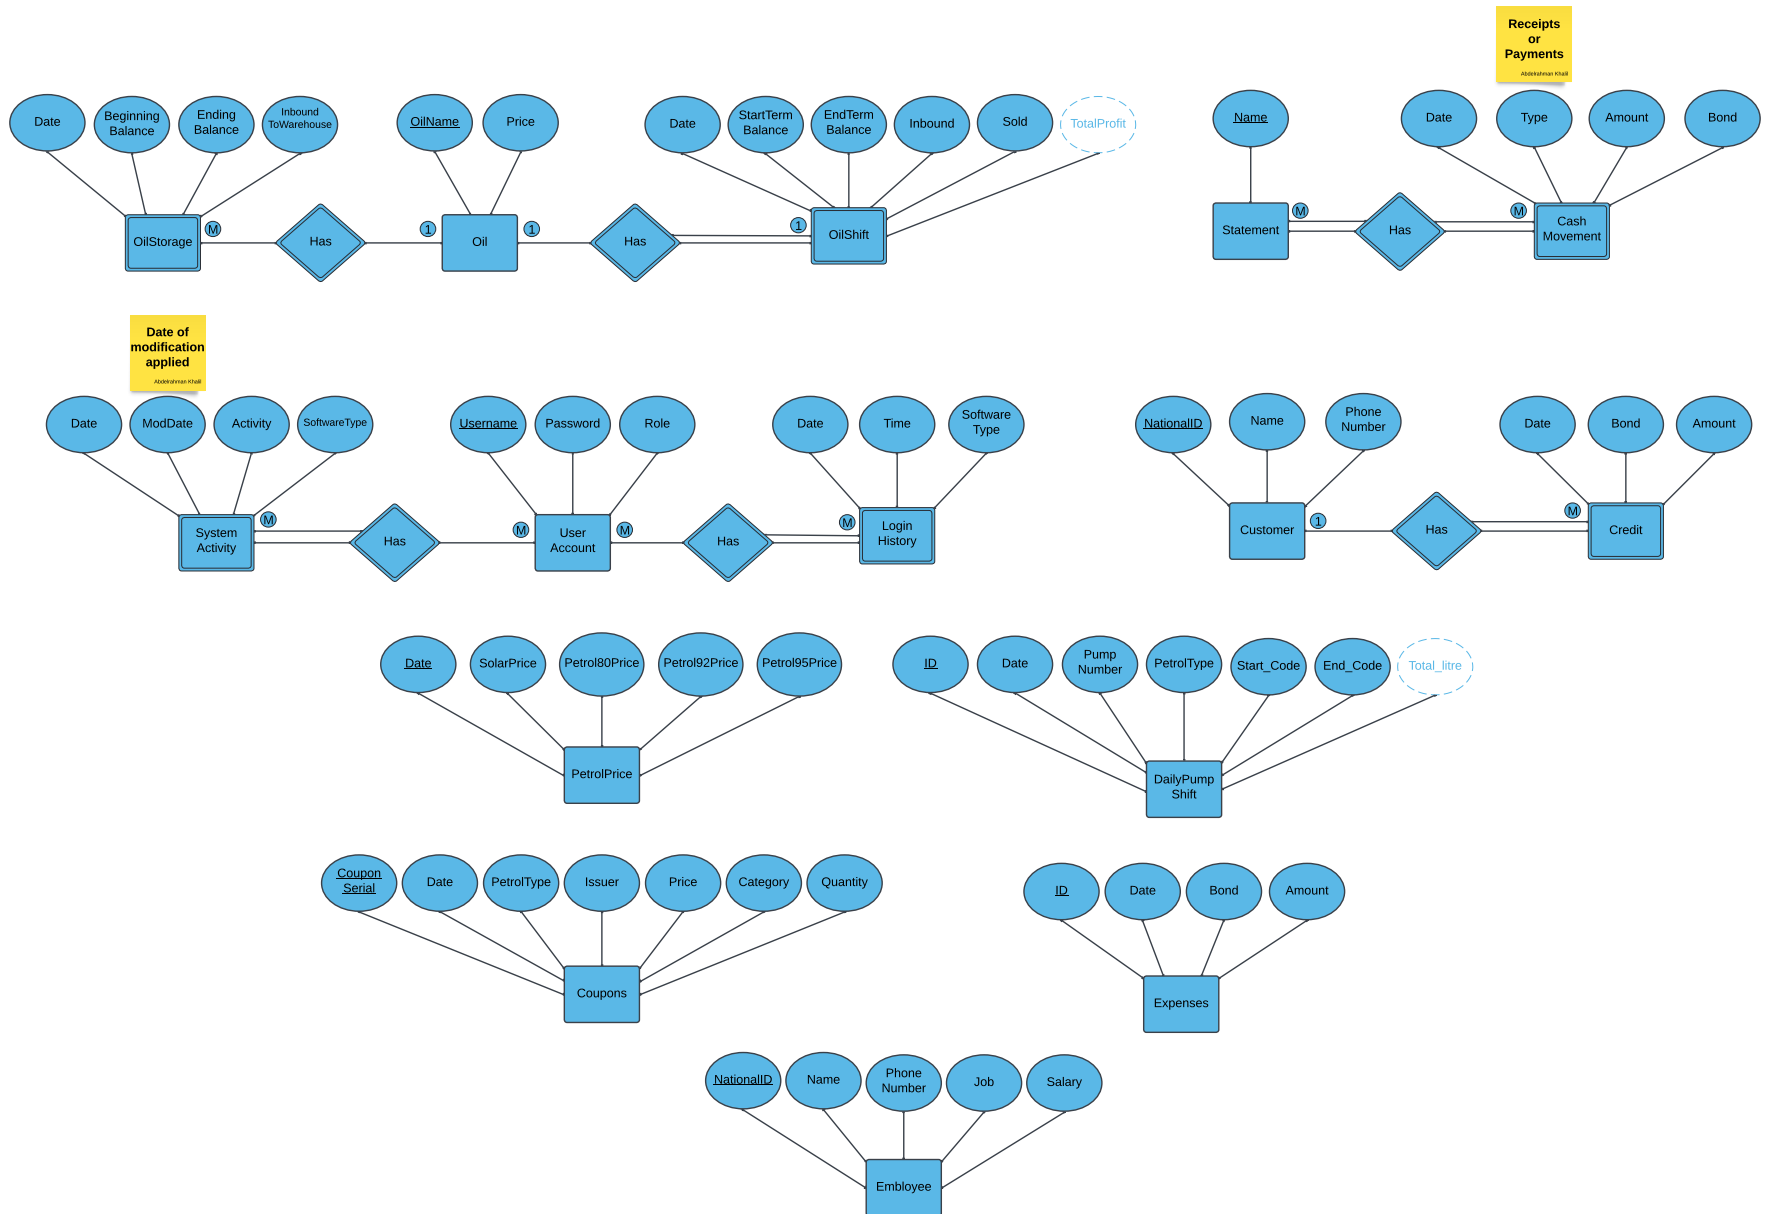 Receipts
or
Payments
Abdelrahman Khalil
Date
Beginning
Balance
Ending
Balance
Inbound
ToWarehouse
OilName
Price
Date
StartTerm
Balance
EndTerm
Balance
Inbound
Sold
TotalProfit
Name
Date
Type
Amount
Bond
OilStorage
M
Has
1
Oil
1
Has
1
OilShift
Statement
M
Has
M
Cash
Movement
Date of
modification
applied
Abdelrahman Khalil
Date
ModDate
Activity
SoftwareType
Username
Password
Role
Date
Time
Software
Type
NationalID
Name
Phone
Number
Date
Bond
Amount
System
Activity
M
Has
M
User
Account
M
Has
M
Login
History
Customer
1
Has
M
Credit
Date
SolarPrice
Petrol80Price
Petrol92Price
Petrol95Price
ID
Date
Pump
Number
PetrolType
Start_Code
End_Code
Total_litre
PetrolPrice
DailyPump
Shift
Coupon
Serial
Date
PetrolType
Issuer
Price
Category
Quantity
ID
Date
Bond
Amount
Coupons
Expenses
NationalID
Name
Phone
Number
Job
Salary
Embloyee